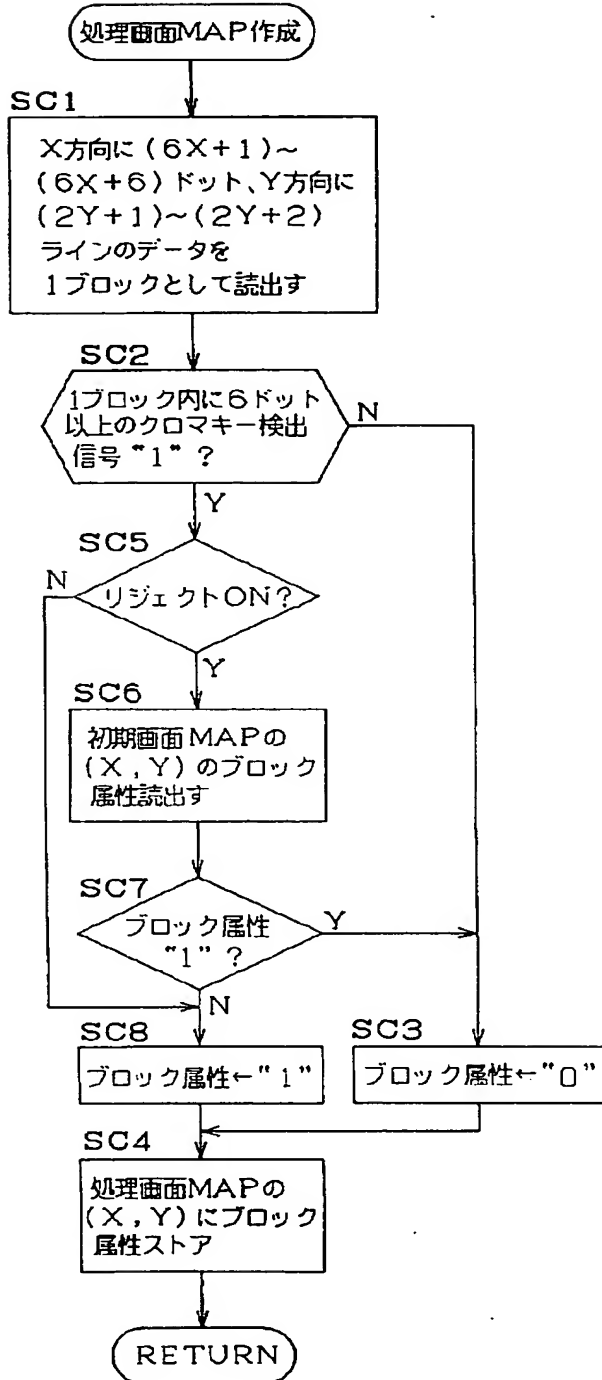 処理画面MAP作成
SC1
X方向に(6X+1)~
(6X+6)ドット、Y方向に
(2Y+1)~(2Y+2)
ラインのデータを
1ブロックとして読出す
SC2
1ブロック内に6ドット
以上のクロマキー検出
信号"1"?
N
Y
SC5
リジェクトON?
N
Y
SC6
初期画面MAPの
(X,Y)のブロック
属性読出す
SC7
ブロック属性
"1"?
Y
N
SC8
ブロック属性←"1"
SC3
ブロック属性←"0"
SC4
処理画面MAPの
(X,Y)にブロック
属性ストア
RETURN